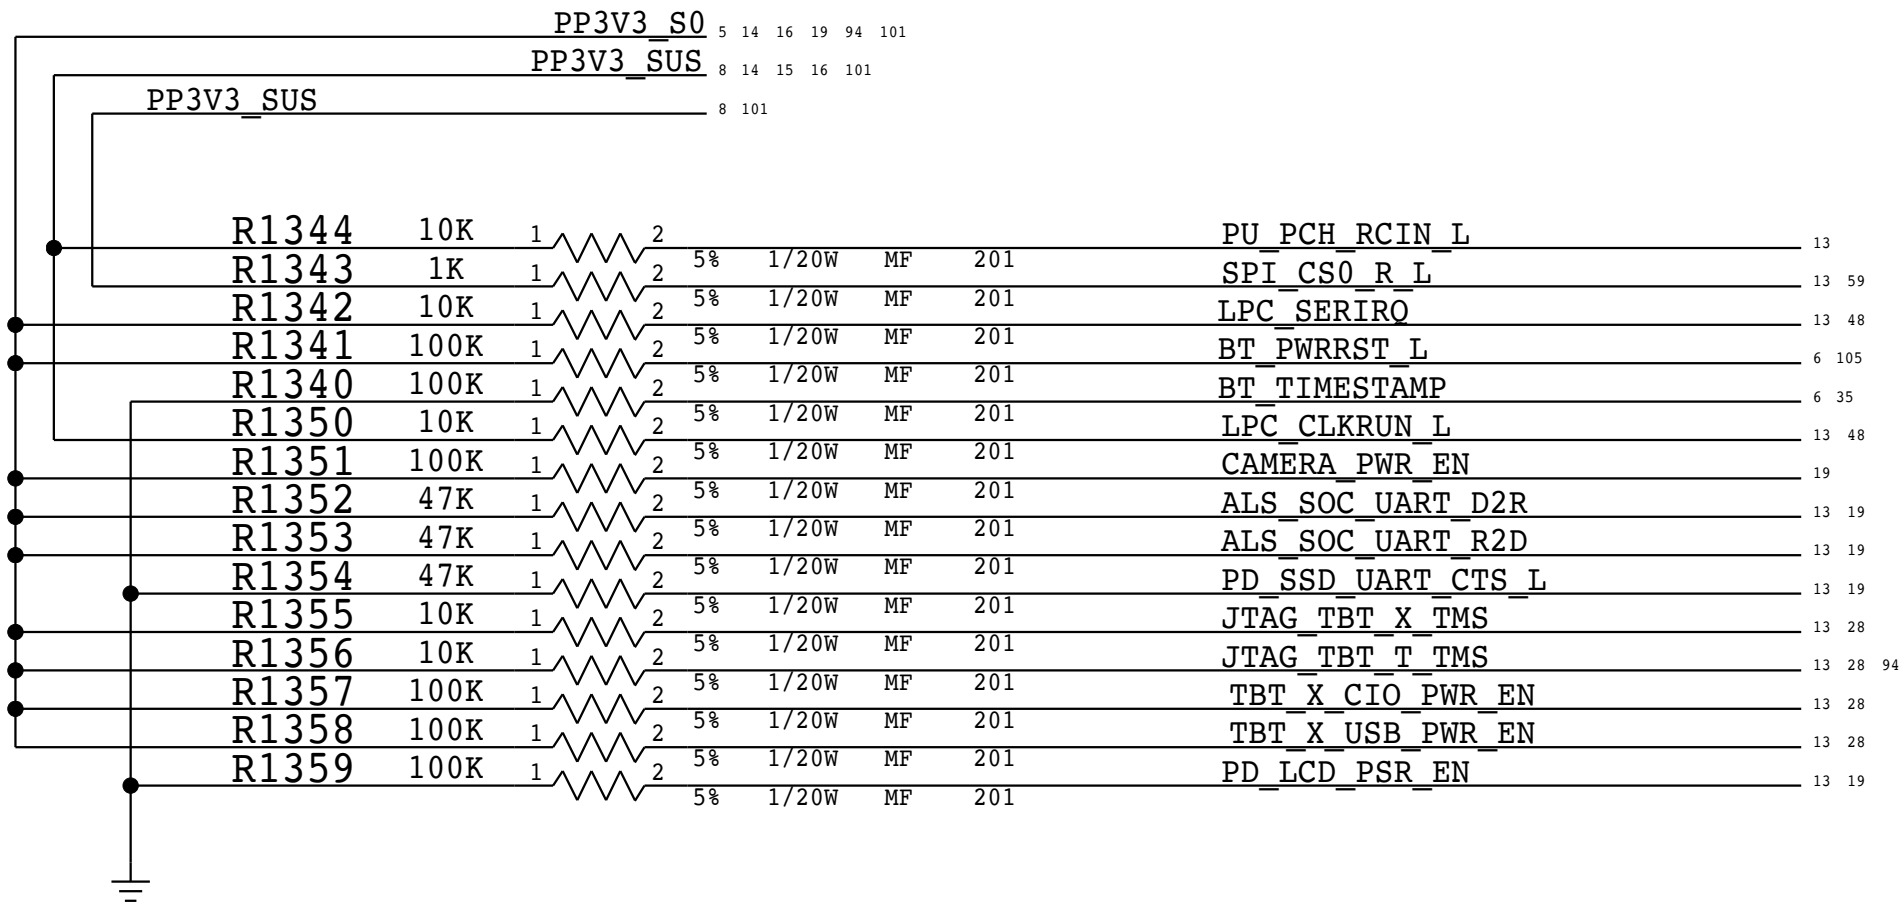 PP3V3_S0 5 14 16 19 94 101
PP3V3_SUS 8 14 15 16 101
PP3V3_SUS 8 101
R1344 10K 1 2 5% 1/20W MF 201 PU_PCH_RCIN_L 13
R1343 1K 1 2 5% 1/20W MF 201 SPI_CS0_R_L 13 59
R1342 10K 1 2 5% 1/20W MF 201 LPC_SERIRQ 13 48
R1341 100K 1 2 5% 1/20W MF 201 BT_PWRRST_L 6 105
R1340 100K 1 2 5% 1/20W MF 201 BT_TIMESTAMP 6 35
R1350 10K 1 2 5% 1/20W MF 201 LPC_CLKRUN_L 13 48
R1351 100K 1 2 5% 1/20W MF 201 CAMERA_PWR_EN 19
R1352 47K 1 2 5% 1/20W MF 201 ALS_SOC_UART_D2R 13 19
R1353 47K 1 2 5% 1/20W MF 201 ALS_SOC_UART_R2D 13 19
R1354 47K 1 2 5% 1/20W MF 201 PD_SSD_UART_CTS_L 13 19
R1355 10K 1 2 5% 1/20W MF 201 JTAG_TBT_X_TMS 13 28
R1356 10K 1 2 5% 1/20W MF 201 JTAG_TBT_T_TMS 13 28 94
R1357 100K 1 2 5% 1/20W MF 201 TBT_X_CIO_PWR_EN 13 28
R1358 100K 1 2 5% 1/20W MF 201 TBT_X_USB_PWR_EN 13 28
R1359 100K 1 2 5% 1/20W MF 201 PD_LCD_PSR_EN 13 19